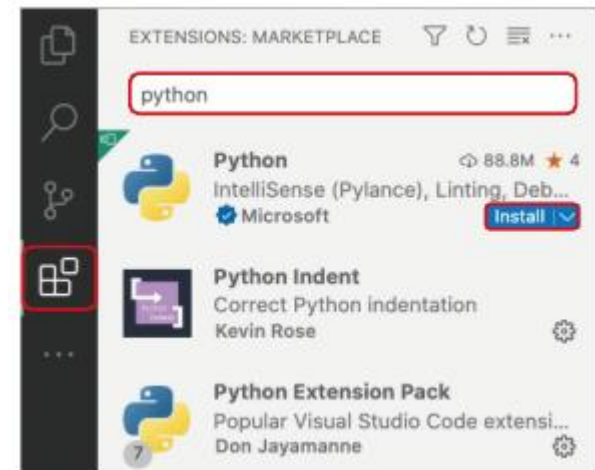 EXTENSIONS: MARKETPLACE
python
Python 88.8M ★ 4
IntelliSense (Pylance), Linting, Deb...
Microsoft Install
Python Indent
Correct Python indentation
Kevin Rose
Python Extension Pack
Popular Visual Studio Code extensi...
7 Don Jayamanne